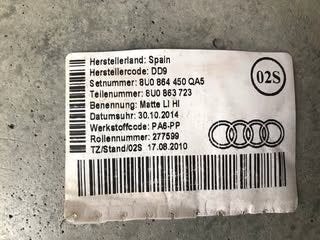 Herstellerland: Spain
Herstellercode: DD9
Setnummer: 8U0 864 450 QA5
Teilenummer: 8U0 863 723
Benennung: Matte LI HI
Datumsuhr: 30.10.2014
Werkstoffcode: PA6-PP
Rollennummer: 277599
TZ/Stand/02S 17.08.2010
02S